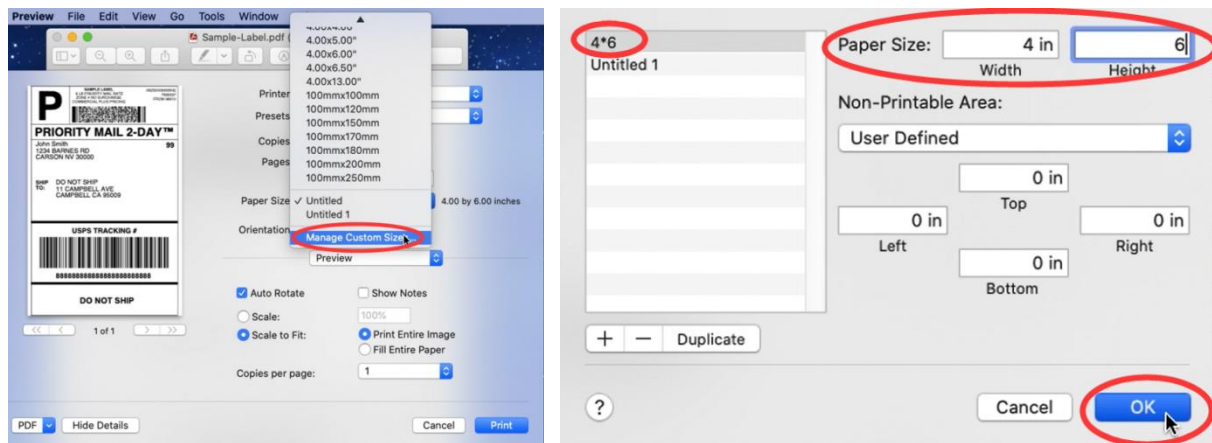 Preview File Edit View Go Tools Window
Sample-Label.pdf (
4.00x5.00"
4.00x6.00"
4.00x6.50"
4.00x13.00"
100mmx100mm
100mmx120mm
100mmx150mm
100mmx170mm
100mmx180mm
100mmx200mm
100mmx250mm
Untitled
Untitled 1
Manage Custom Sizes
Printer
Presets
Copies
Pages
Paper Size
4.00 by 6.00 inches
Orientation
Preview
Auto Rotate
Show Notes
Scale:
100%
Scale to Fit:
Print Entire Image
Fill Entire Paper
Copies per page:
1
P
PRIORITY MAIL 2-DAY™
John Smith 99
1234 BARNES RD
CARSON NV 30000
SHIP TO:
DO NOT SHIP
11 CAMPBELL AVE
CAMPBELL CA 95009
USPS TRACKING #
DO NOT SHIP
<< < 1 of 1 > >>
PDF
Hide Details
Cancel
Print
4*6
Untitled 1
+ − Duplicate
Paper Size: 4 in 6
Width Height
Non-Printable Area:
User Defined
0 in
Top
0 in 0 in
Left Right
0 in
Bottom
?
Cancel
OK